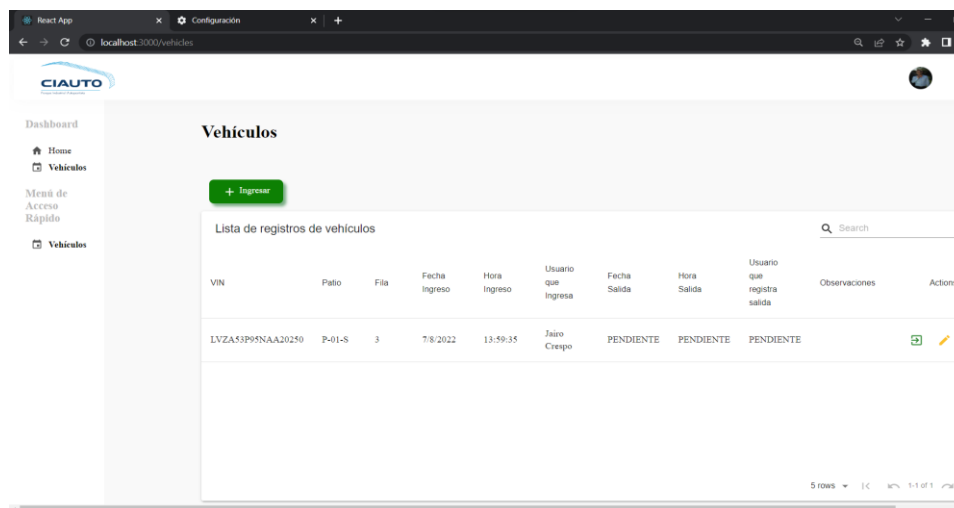 React App
Configuración
localhost:3000/vehicles
CIAUTO
Dashboard
Home
Vehículos
Menú de
Acceso
Rápido
Vehículos
Vehículos
+ Ingresar
Lista de registros de vehículos
Search
VIN
Patio
Fila
Fecha
Ingreso
Hora
Ingreso
Usuario
que
Ingresa
Fecha
Salida
Hora
Salida
Usuario
que
registra
salida
Observaciones
Actions
LVZA53P95NAA20250
P-01-S
3
7/8/2022
13:59:35
Jairo
Crespo
PENDIENTE
PENDIENTE
PENDIENTE
5 rows
1-1 of 1